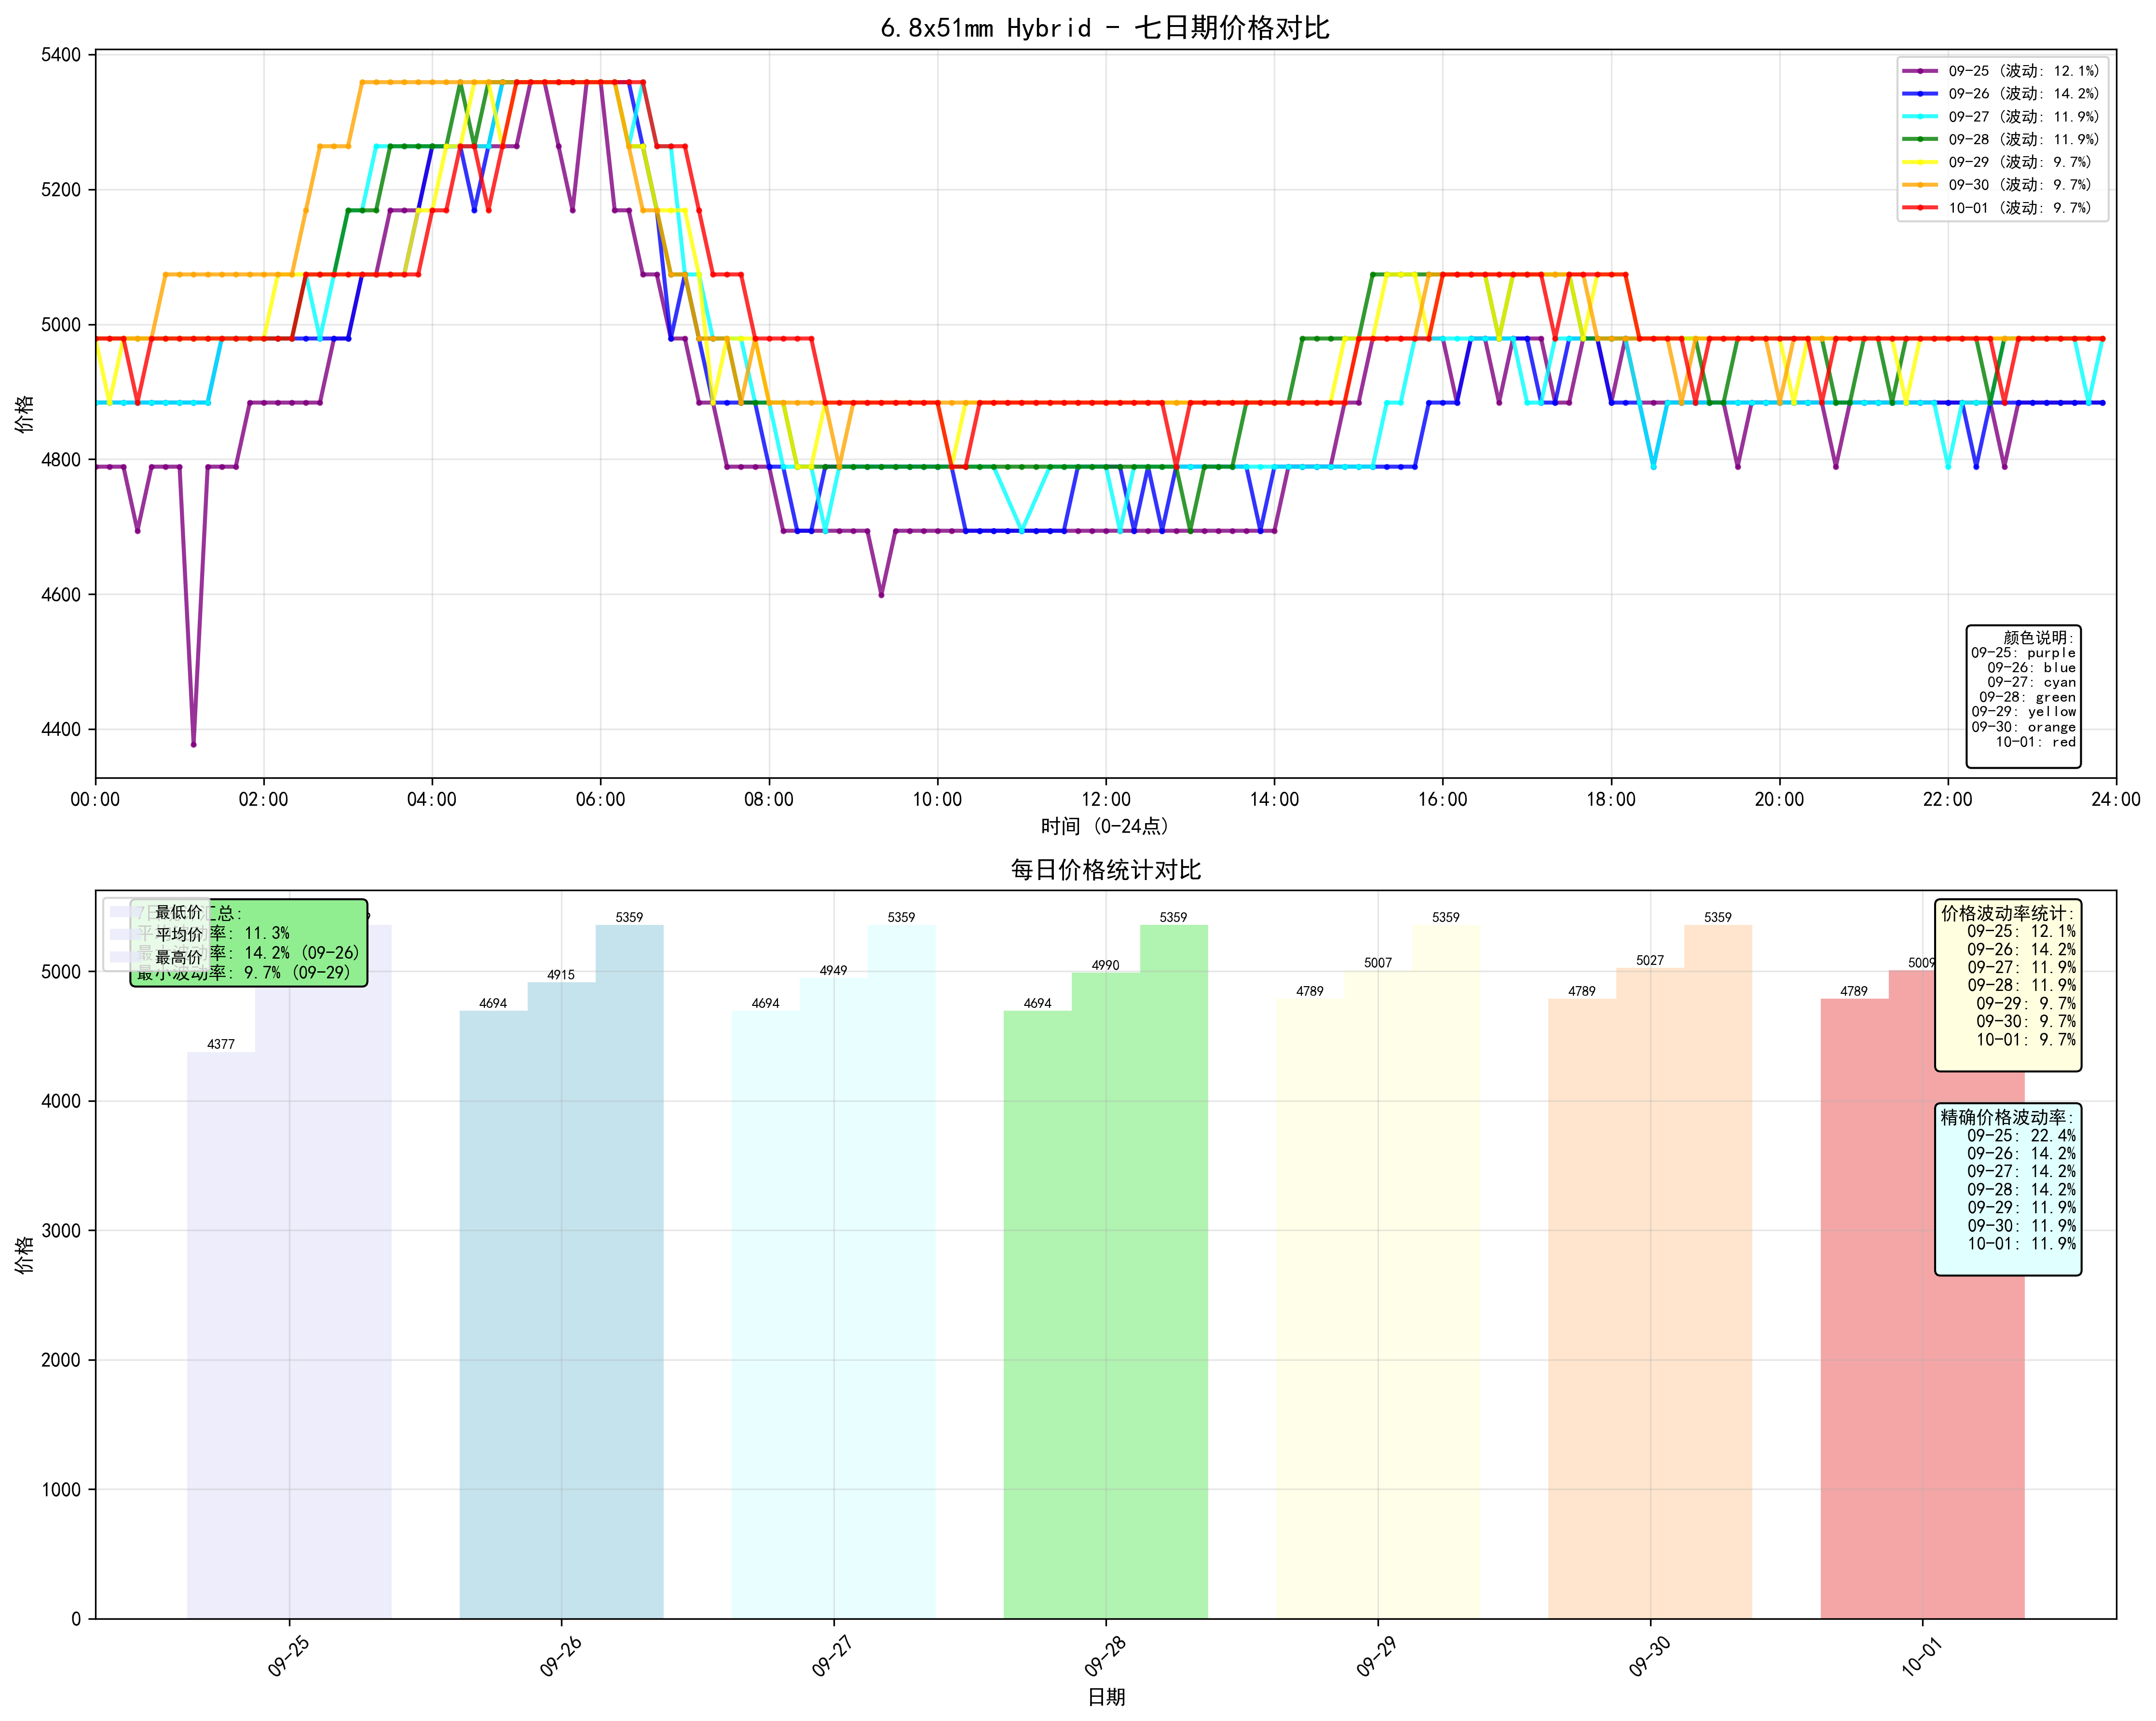 6.8x51mm Hybrid - 七日期价格对比
价格
5400
5200
5000
4800
4600
4400
09-25 (波动: 12.1%)
09-26 (波动: 14.2%)
09-27 (波动: 11.9%)
09-28 (波动: 11.9%)
09-29 (波动: 9.7%)
09-30 (波动: 9.7%)
10-01 (波动: 9.7%)
颜色说明:
09-25: purple
09-26: blue
09-27: cyan
09-28: green
09-29: yellow
09-30: orange
10-01: red
00:00 02:00 04:00 06:00 08:00 10:00 12:00 14:00 16:00 18:00 20:00 22:00 24:00
时间 (0-24点)
每日价格统计对比
价格
5000
4000
3000
2000
1000
0
最低价
平均价
最高价
汇总:
率: 11.3%
14.2% (09-26)
最小波动率: 9.7% (09-29)
4377
4694 4915 5359
4694 4949 5359
4694 4990 5359
4789 5007 5359
4789 5027 5359
4789 5009
价格波动率统计:
09-25: 12.1%
09-26: 14.2%
09-27: 11.9%
09-28: 11.9%
09-29: 9.7%
09-30: 9.7%
10-01: 9.7%
精确价格波动率:
09-25: 22.4%
09-26: 14.2%
09-27: 14.2%
09-28: 14.2%
09-29: 11.9%
09-30: 11.9%
10-01: 11.9%
09-25 09-26 09-27 09-28 09-29 09-30 10-01
日期